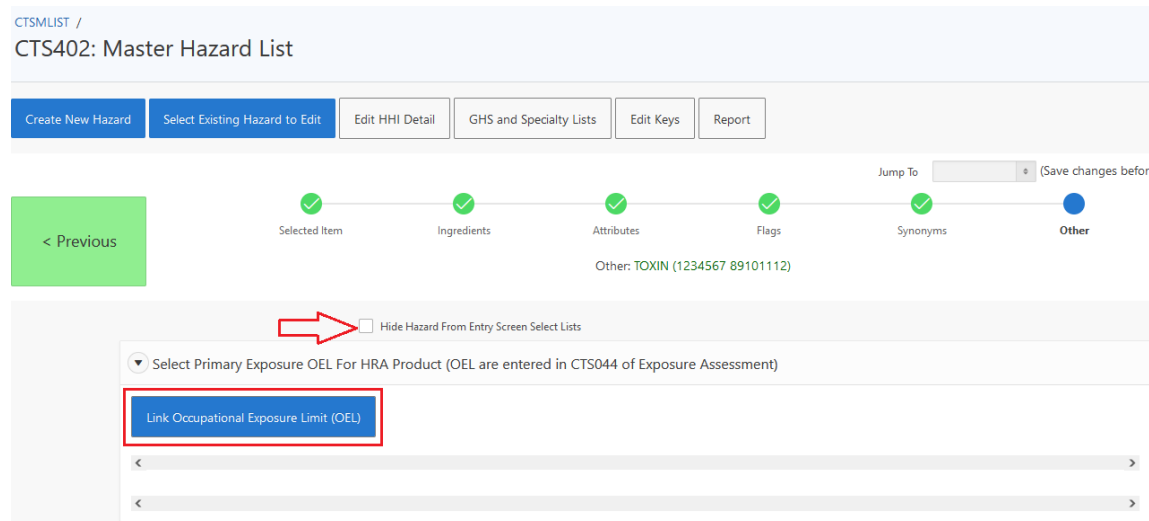 CTSMLIST /
CTS402: Master Hazard List
Create New Hazard
Select Existing Hazard to Edit
Edit HHI Detail
GHS and Specialty Lists
Edit Keys
Report
Jump To
(Save changes befor
< Previous
Selected Item
Ingredients
Attributes
Flags
Synonyms
Other
Other: TOXIN (1234567 89101112)
Hide Hazard From Entry Screen Select Lists
Select Primary Exposure OEL For HRA Product (OEL are entered in CTS044 of Exposure Assessment)
Link Occupational Exposure Limit (OEL)